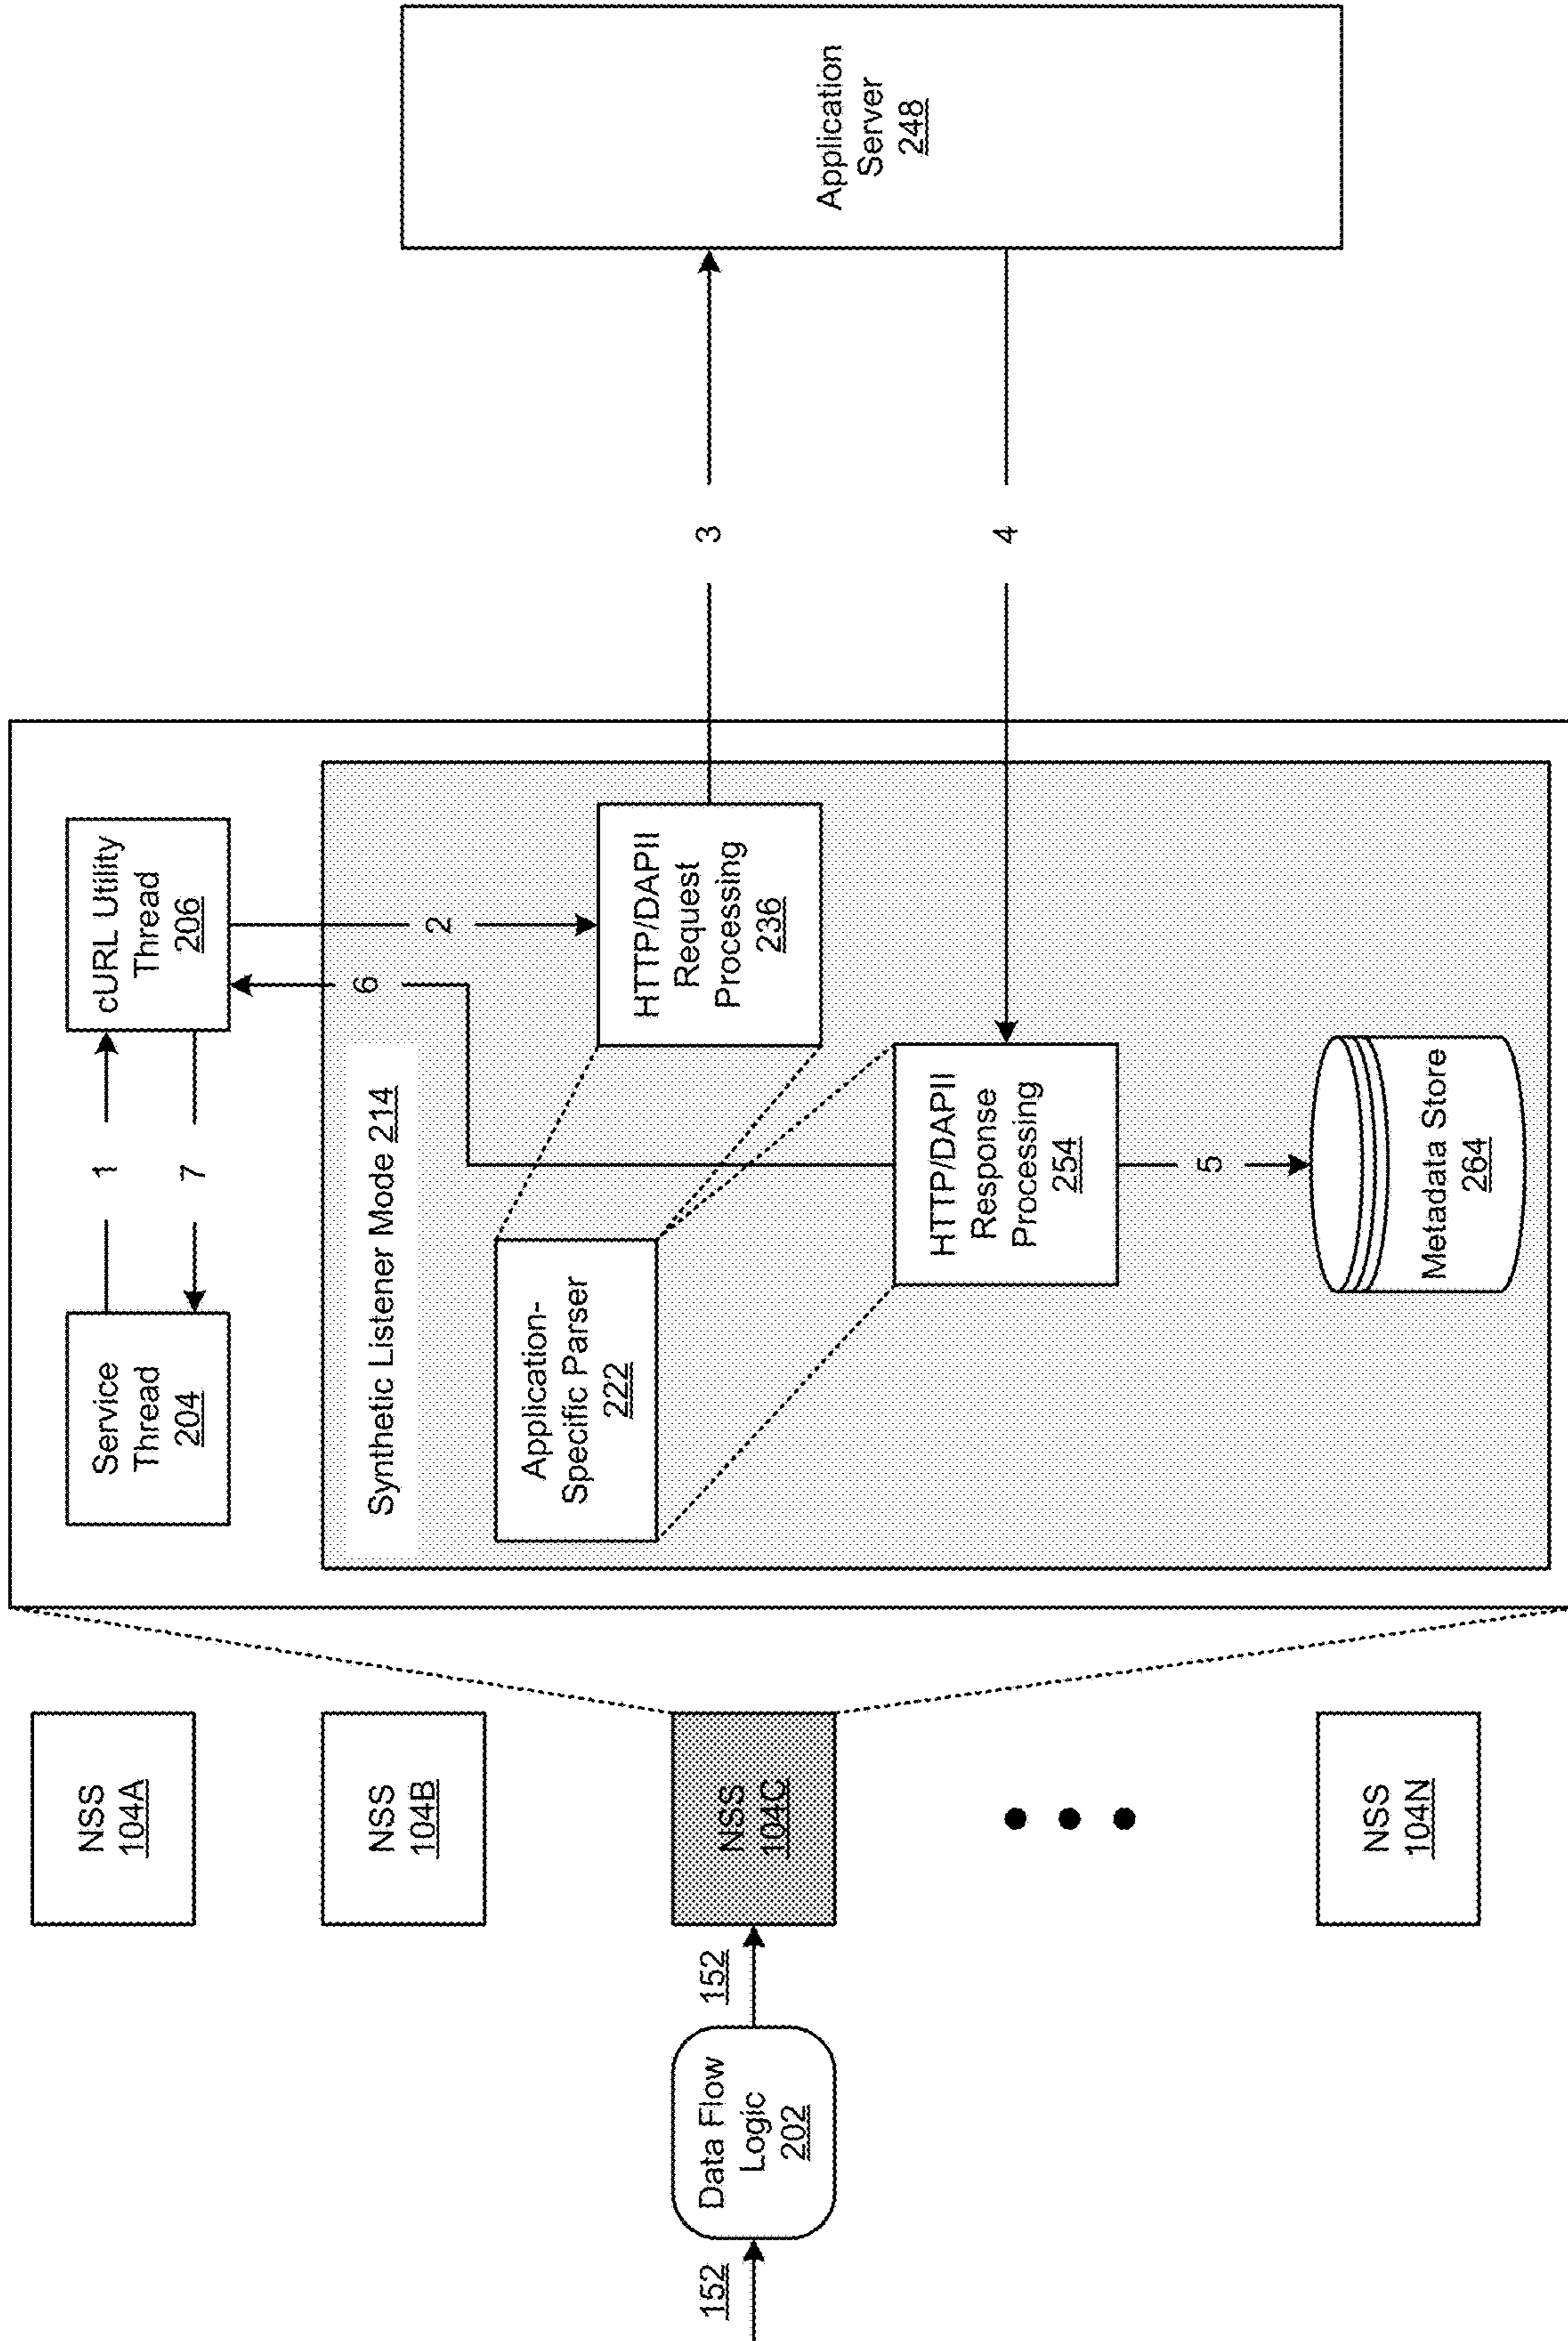 152
Data Flow
Logic
202
152
NSS
104A
NSS
104B
NSS
104C
NSS
104N
Service
Thread
204
1
7
cURL Utility
Thread
206
Synthetic Listener Mode 214
6
2
Application-
Specific Parser
222
HTTP/DAPII
Request
Processing
236
HTTP/DAPII
Response
Processing
254
5
Metadata Store
264
3
4
Application
Server
248